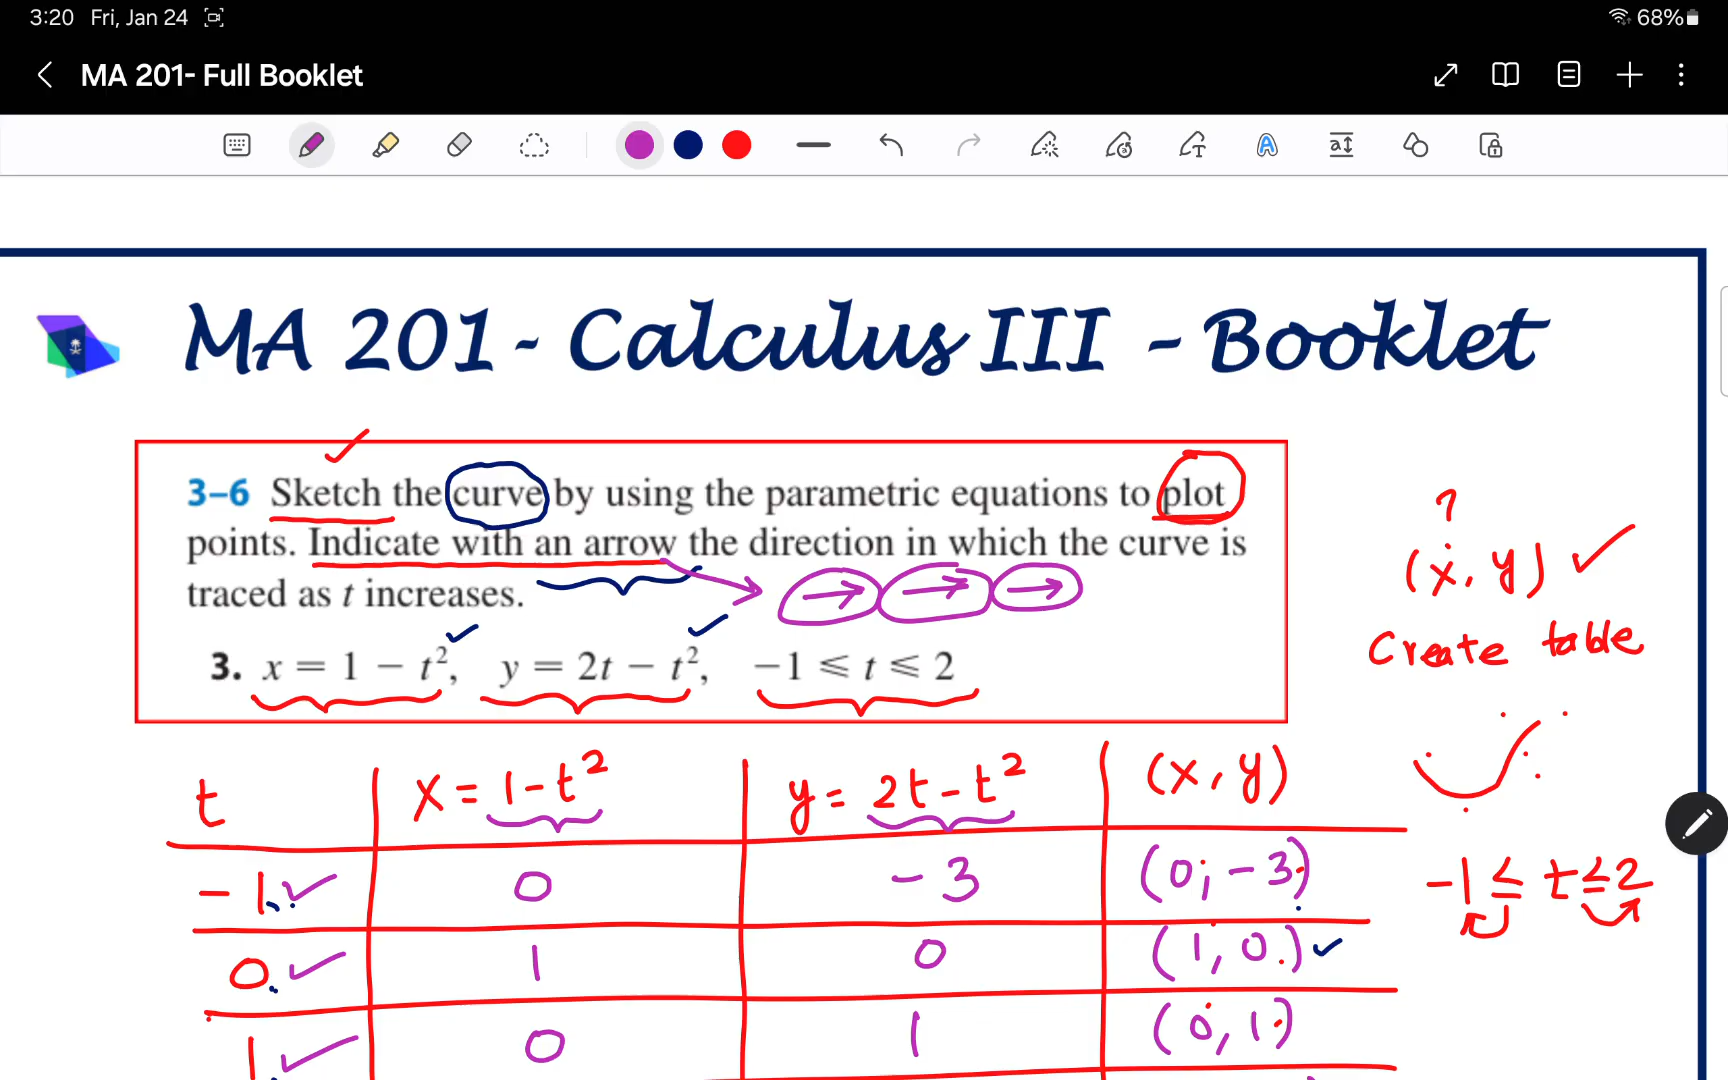 3:20 Fri, Jan 24 68%
MA 201- Full Booklet
MA 201- Calculus III - Booklet
3–6 Sketch the curve by using the parametric equations to plot
points. Indicate with an arrow the direction in which the curve is
traced as t increases.
3. x = 1 − t², y = 2t − t², −1 ⩽ t ⩽ 2
?
(x, y) ✓
Create table
t x = 1-t² y = 2t-t² (x, y)
-1 ✓ 0 -3 (0, -3)
-1 ≤ t ≤ 2
0 ✓ 1 0 (1, 0) ✓
1 ✓ 0 1 (0, 1)